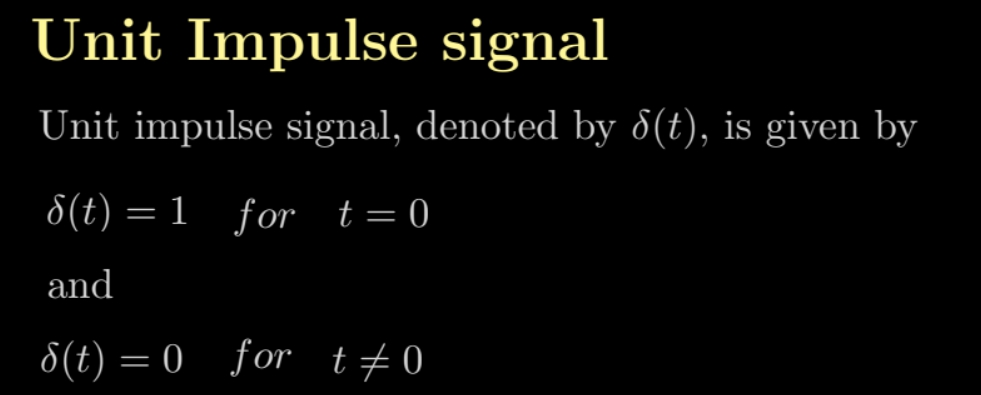 Unit Impulse signal
Unit impulse signal, denoted by δ(t), is given by
δ(t) = 1 for t = 0
and
δ(t) = 0 for t ≠ 0